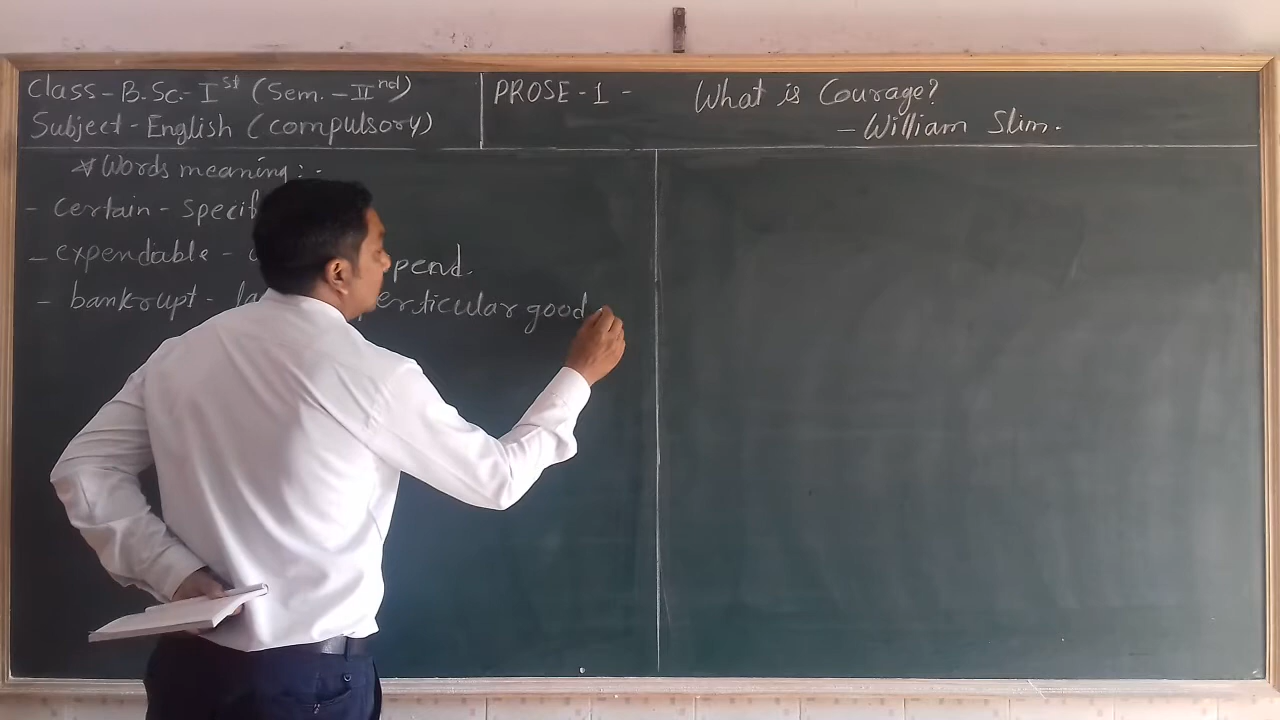 Class - B.Sc. - Ist (Sem. - IInd)
Subject - English (compulsory)
PROSE - 1 - What is Courage?
- William Slim.
* Words meaning : -
- certain - specif
- expendable - pend.
- bankrupt - la erticular good